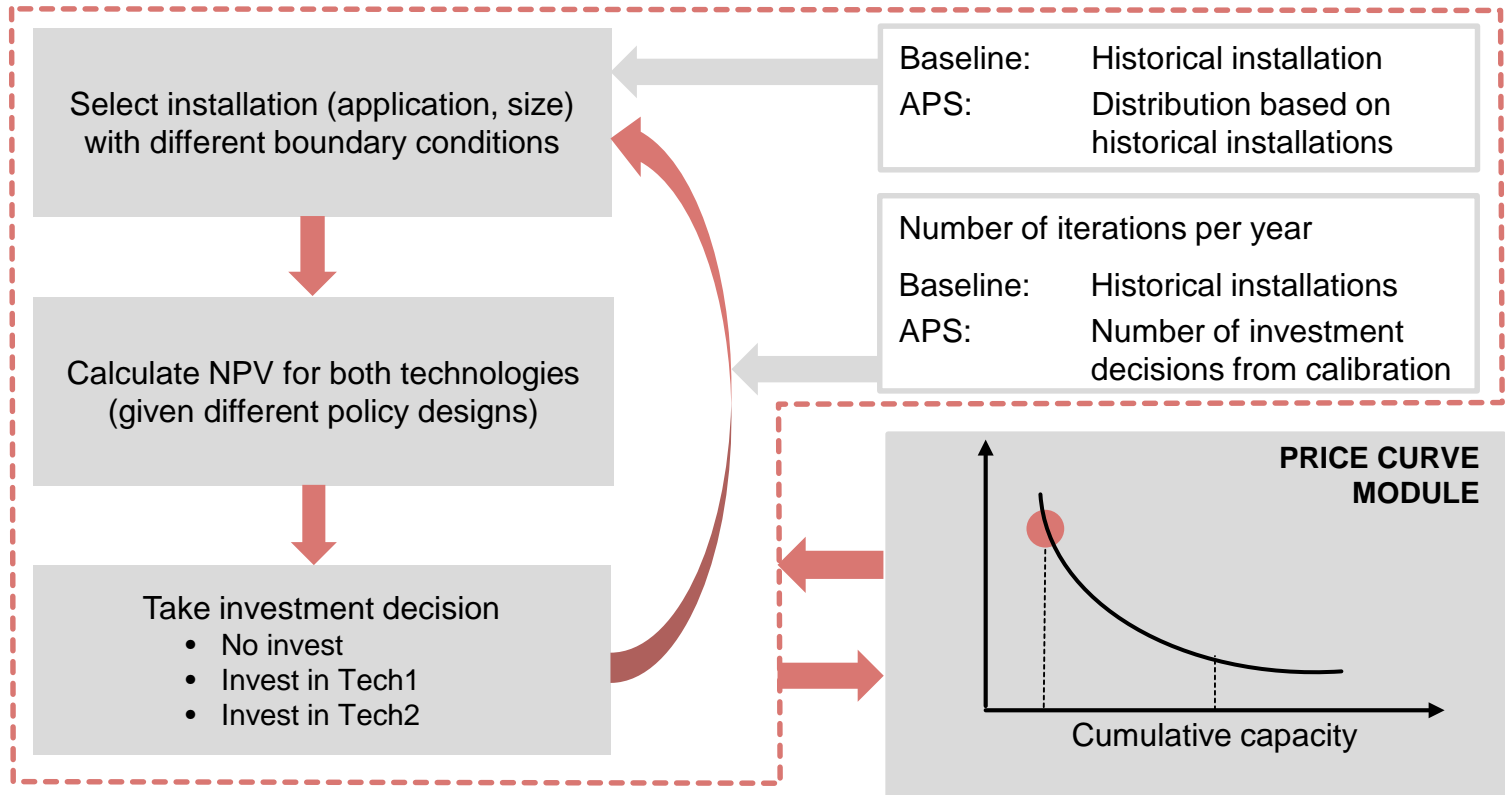 Select installation (application, size)
with different boundary conditions
Calculate NPV for both technologies
(given different policy designs)
Take investment decision
• No invest
• Invest in Tech1
• Invest in Tech2
Baseline: Historical installation
APS: Distribution based on
historical installations
Number of iterations per year
Baseline: Historical installations
APS: Number of investment
decisions from calibration
PRICE CURVE
MODULE
Cumulative capacity